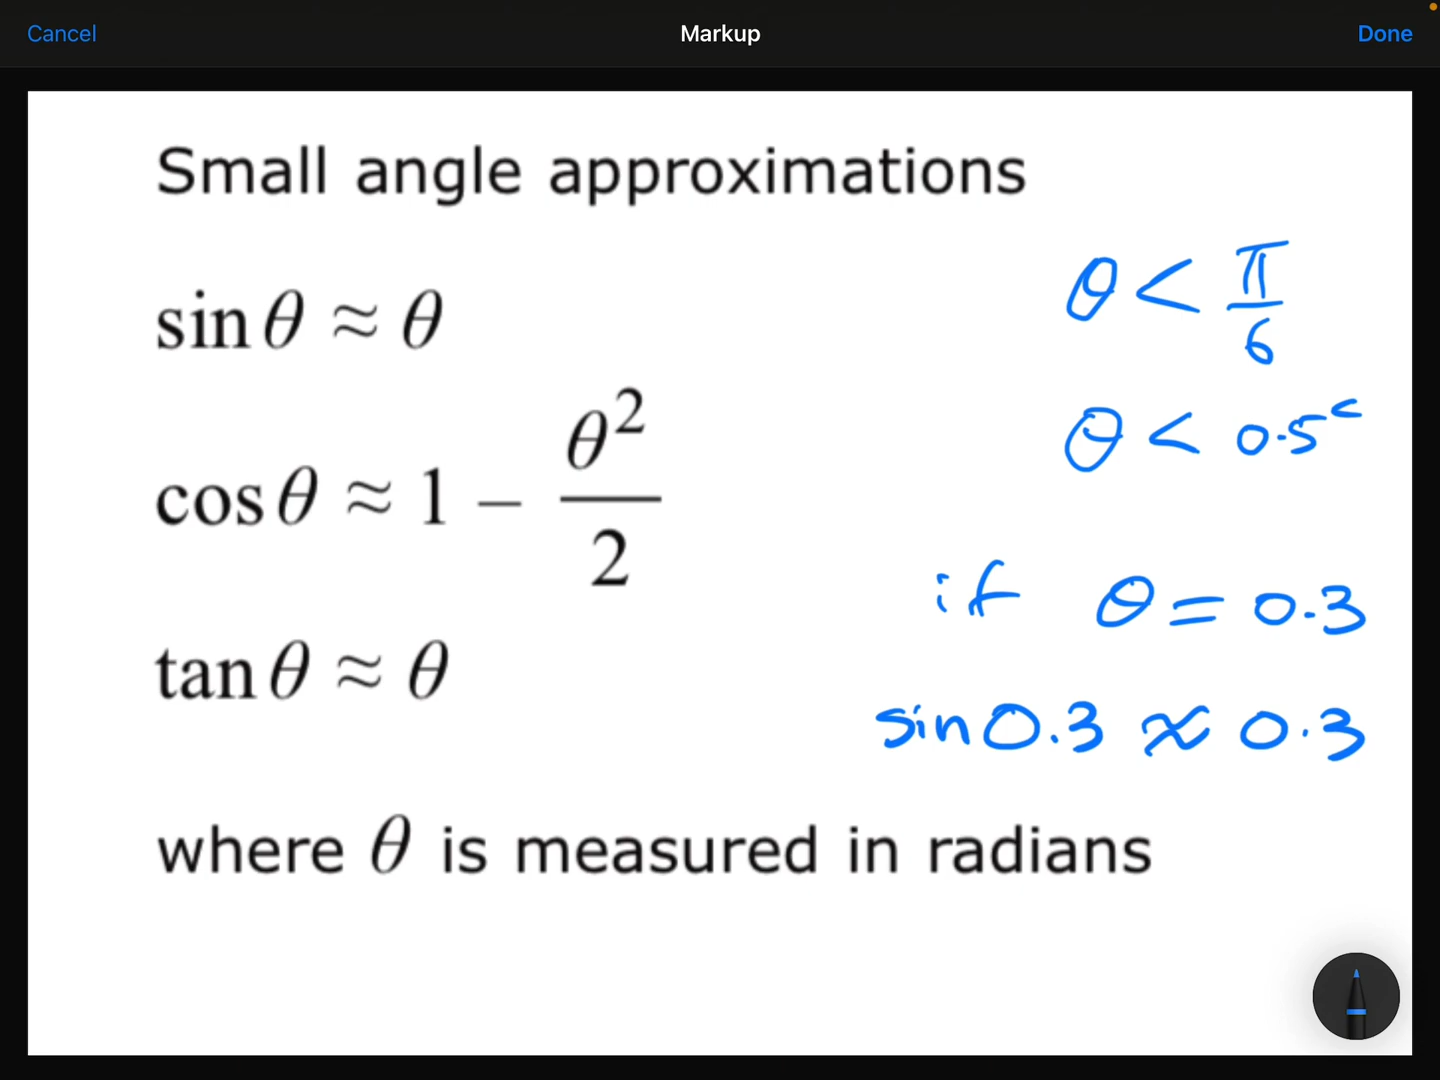 Cancel Markup Done
Small angle approximations
θ < π/6
sin θ ≈ θ
θ < 0.5ᶜ
cos θ ≈ 1 − θ²/2
if θ = 0.3
tan θ ≈ θ
sin 0.3 ≈ 0.3
where θ is measured in radians